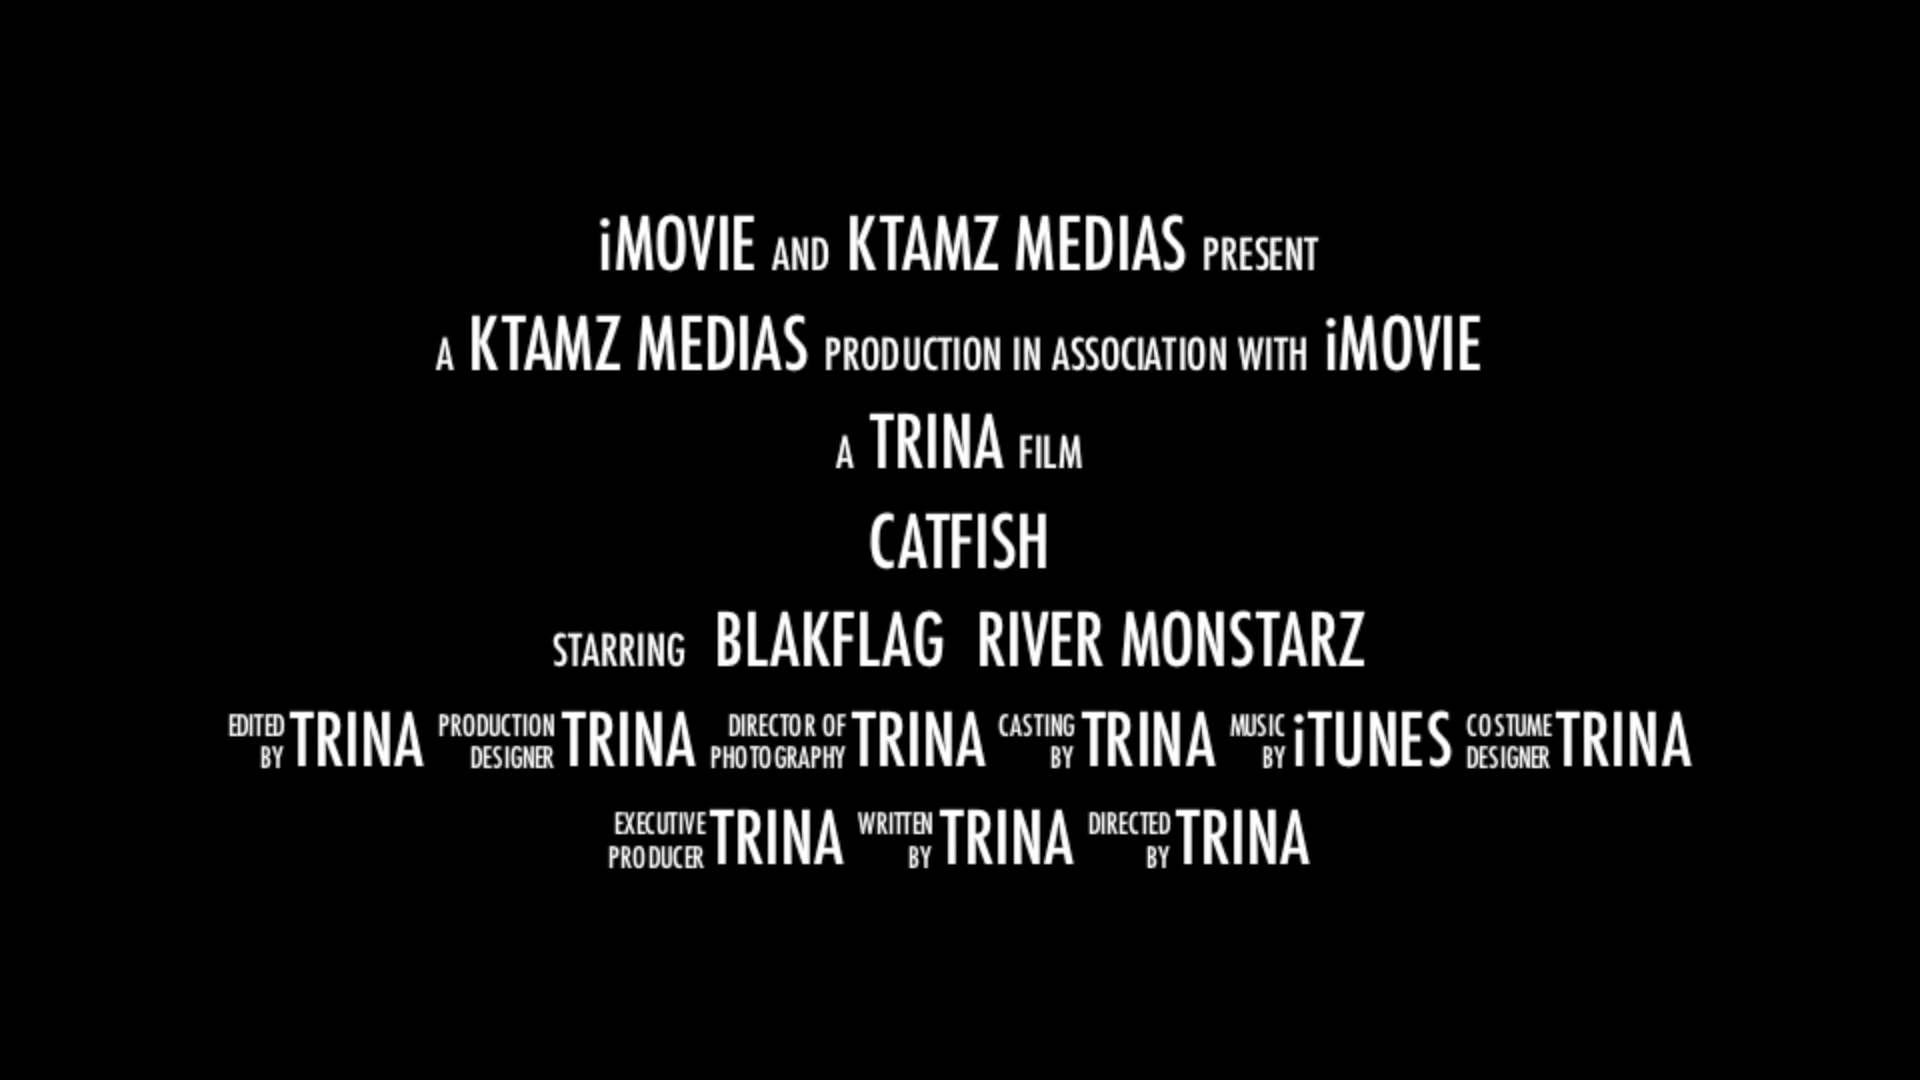 iMOVIE AND KTAMZ MEDIAS PRESENT
A KTAMZ MEDIAS PRODUCTION IN ASSOCIATION WITH iMOVIE
A TRINA FILM
CATFISH
STARRING BLAKFLAG RIVER MONSTARZ
EDITED BY TRINA PRODUCTION DESIGNER TRINA DIRECTOR OF PHOTOGRAPHY TRINA CASTING BY TRINA MUSIC BY iTUNES COSTUME DESIGNER TRINA
EXECUTIVE PRODUCER TRINA WRITTEN BY TRINA DIRECTED BY TRINA